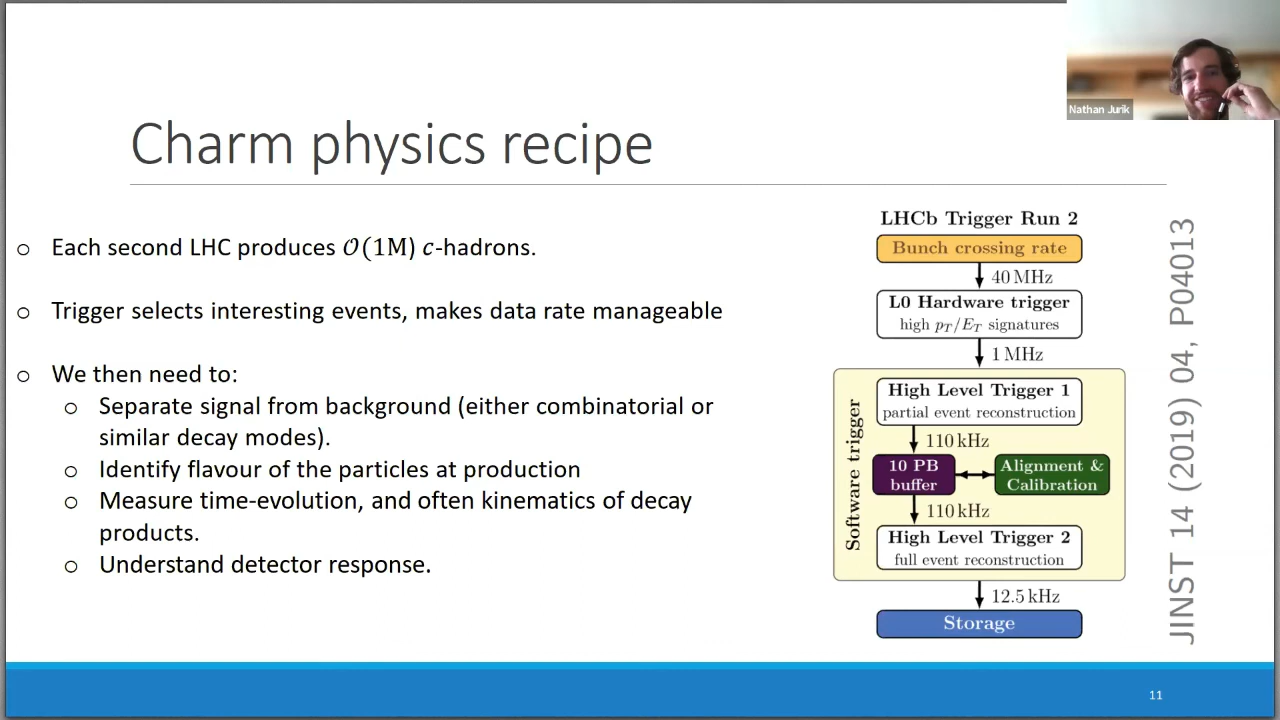 Nathan Jurik
Charm physics recipe
o Each second LHC produces 𝒪(1M) c-hadrons.
o Trigger selects interesting events, makes data rate manageable
o We then need to:
o Separate signal from background (either combinatorial or
similar decay modes).
o Identify flavour of the particles at production
o Measure time-evolution, and often kinematics of decay
products.
o Understand detector response.
LHCb Trigger Run 2
Bunch crossing rate
40 MHz
L0 Hardware trigger
high pT/ET signatures
1 MHz
Software trigger
High Level Trigger 1
partial event reconstruction
110 kHz
10 PB
buffer
Alignment &
Calibration
110 kHz
High Level Trigger 2
full event reconstruction
12.5 kHz
Storage
JINST 14 (2019) 04, P04013
11